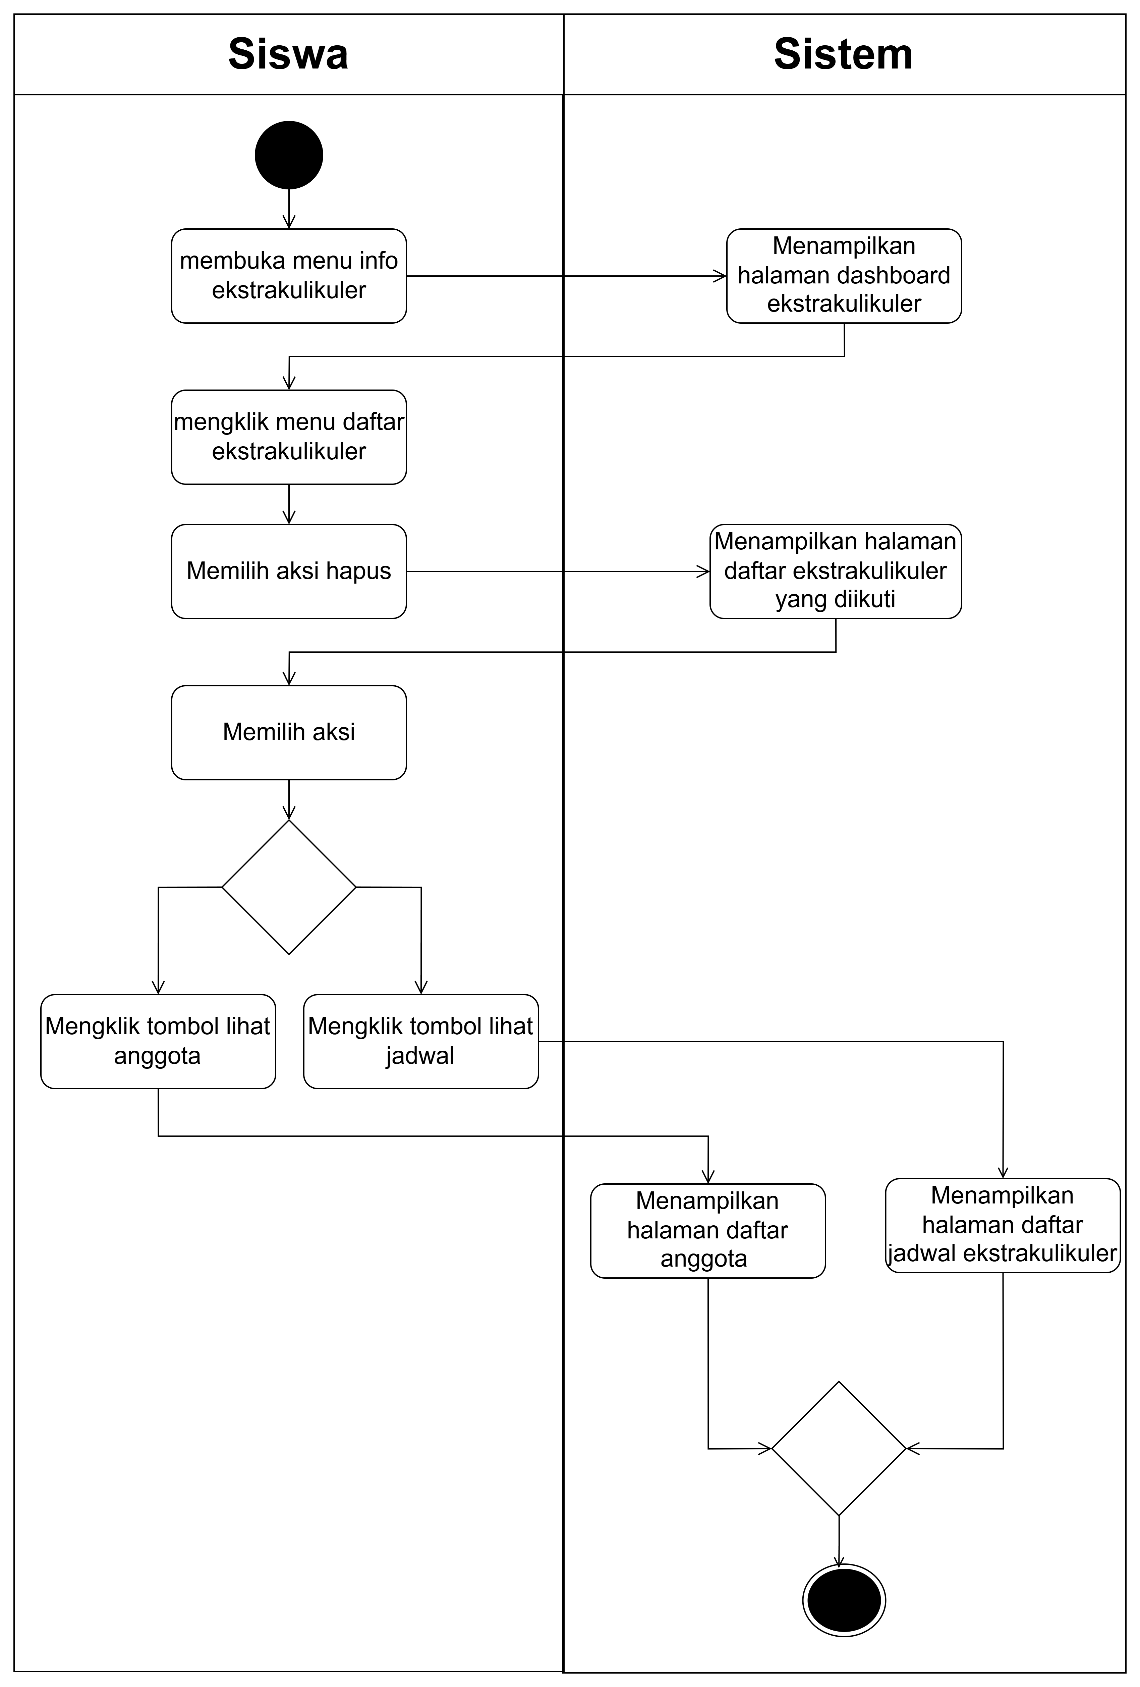 Siswa
Sistem
membuka menu info
ekstrakulikuler
Menampilkan
halaman dashboard
ekstrakulikuler
mengklik menu daftar
ekstrakulikuler
Memilih aksi hapus
Menampilkan halaman
daftar ekstrakulikuler
yang diikuti
Memilih aksi
Mengklik tombol lihat
anggota
Mengklik tombol lihat
jadwal
Menampilkan
halaman daftar
anggota
Menampilkan
halaman daftar
jadwal ekstrakulikuler